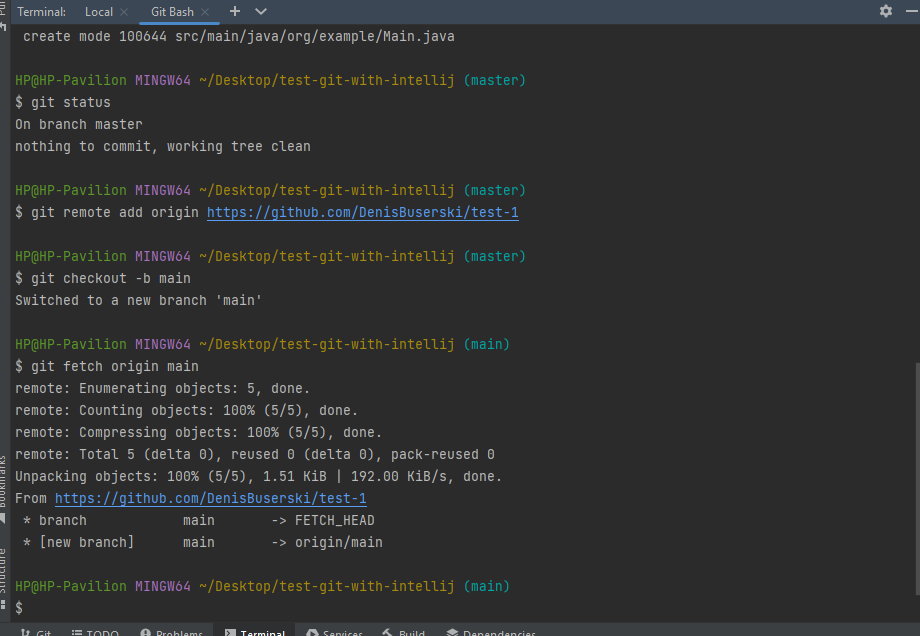 Terminal: Local Git Bash
create mode 100644 src/main/java/org/example/Main.java
HP@HP-Pavilion MINGW64 ~/Desktop/test-git-with-intellij (master)
$ git status
On branch master
nothing to commit, working tree clean
HP@HP-Pavilion MINGW64 ~/Desktop/test-git-with-intellij (master)
$ git remote add origin https://github.com/DenisBuserski/test-1
HP@HP-Pavilion MINGW64 ~/Desktop/test-git-with-intellij (master)
$ git checkout -b main
Switched to a new branch 'main'
HP@HP-Pavilion MINGW64 ~/Desktop/test-git-with-intellij (main)
$ git fetch origin main
remote: Enumerating objects: 5, done.
remote: Counting objects: 100% (5/5), done.
remote: Compressing objects: 100% (5/5), done.
remote: Total 5 (delta 0), reused 0 (delta 0), pack-reused 0
Unpacking objects: 100% (5/5), 1.51 KiB | 192.00 KiB/s, done.
From https://github.com/DenisBuserski/test-1
* branch main -> FETCH_HEAD
* [new branch] main -> origin/main
HP@HP-Pavilion MINGW64 ~/Desktop/test-git-with-intellij (main)
$
Bookmarks
Structure
Git TODO Problems Terminal Services Build Dependencies